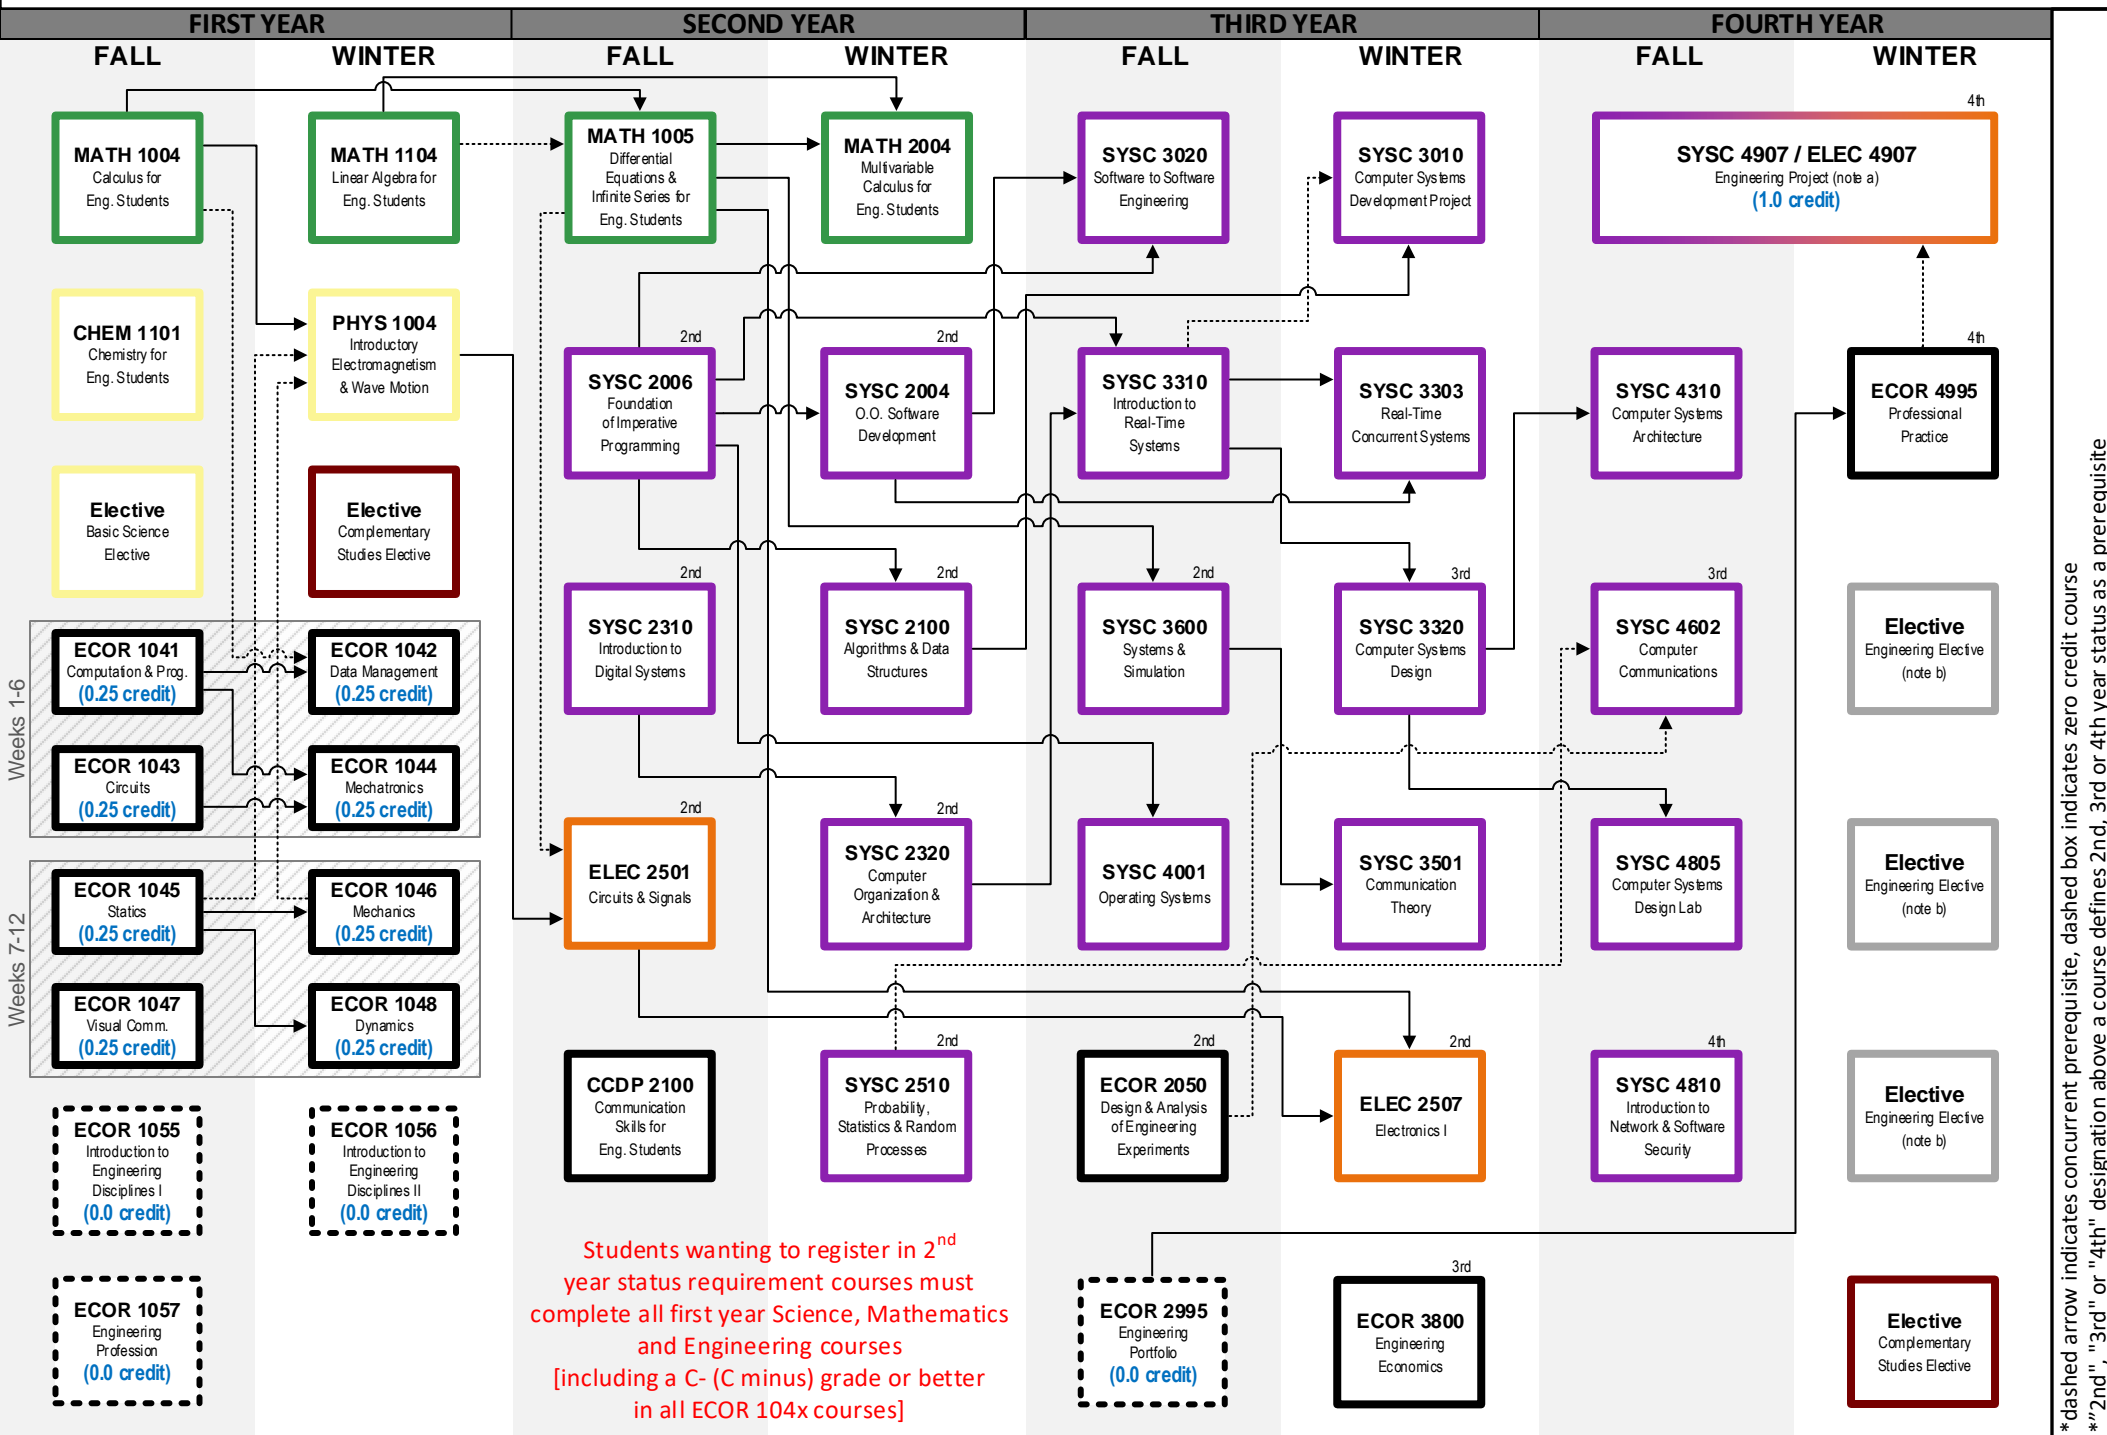 FIRST YEAR
SECOND YEAR
THIRD YEAR
FOURTH YEAR
FALL
WINTER
FALL
WINTER
FALL
WINTER
FALL
WINTER
MATH 1004
Calculus for
Eng. Students
MATH 1104
Linear Algebra for
Eng. Students
MATH 1005
Differential
Equations &
Infinite Series for
Eng. Students
MATH 2004
Multivariable
Calculus for
Eng. Students
SYSC 3020
Software to Software
Engineering
SYSC 3010
Computer Systems
Development Project
4th
SYSC 4907 / ELEC 4907
Engineering Project (note a)
(1.0 credit)
CHEM 1101
Chemistry for
Eng. Students
PHYS 1004
Introductory
Electromagnetism
& Wave Motion
2nd
SYSC 2006
Foundation
of Imperative
Programming
2nd
SYSC 2004
O.O. Software
Development
SYSC 3310
Introduction to
Real-Time
Systems
SYSC 3303
Real-Time
Concurrent Systems
SYSC 4310
Computer Systems
Architecture
4th
ECOR 4995
Professional
Practice
Elective
Basic Science
Elective
Elective
Complementary
Studies Elective
2nd
SYSC 2310
Introduction to
Digital Systems
2nd
SYSC 2100
Algorithms & Data
Structures
2nd
SYSC 3600
Systems &
Simulation
3rd
SYSC 3320
Computer Systems
Design
3rd
SYSC 4602
Computer
Communications
Elective
Engineering Elective
(note b)
Weeks 1-6
ECOR 1041
Computation & Prog.
(0.25 credit)
ECOR 1042
Data Management
(0.25 credit)
ECOR 1043
Circuits
(0.25 credit)
ECOR 1044
Mechatronics
(0.25 credit)
2nd
ELEC 2501
Circuits & Signals
2nd
SYSC 2320
Computer
Organization &
Architecture
SYSC 4001
Operating Systems
SYSC 3501
Communication
Theory
SYSC 4805
Computer Systems
Design Lab
Elective
Engineering Elective
(note b)
Weeks 7-12
ECOR 1045
Statics
(0.25 credit)
ECOR 1046
Mechanics
(0.25 credit)
ECOR 1047
Visual Comm.
(0.25 credit)
ECOR 1048
Dynamics
(0.25 credit)
CCDP 2100
Communication
Skills for
Eng. Students
2nd
SYSC 2510
Probability,
Statistics & Random
Processes
2nd
ECOR 2050
Design & Analysis
of Engineering
Experiments
2nd
ELEC 2507
Electronics I
4th
SYSC 4810
Introduction to
Network & Software
Security
Elective
Engineering Elective
(note b)
ECOR 1055
Introduction to
Engineering
Disciplines I
(0.0 credit)
ECOR 1056
Introduction to
Engineering
Disciplines II
(0.0 credit)
ECOR 1057
Engineering
Profession
(0.0 credit)
Students wanting to register in 2nd
year status requirement courses must
complete all first year Science, Mathematics
and Engineering courses
[including a C- (C minus) grade or better
in all ECOR 104x courses]
ECOR 2995
Engineering
Portfolio
(0.0 credit)
3rd
ECOR 3800
Engineering
Economics
Elective
Complementary
Studies Elective
*dashed arrow indicates concurrent prerequisite, dashed box indicates zero credit course
*"2nd", "3rd" or "4th" designation above a course defines 2nd, 3rd or 4th year status as a prerequisite